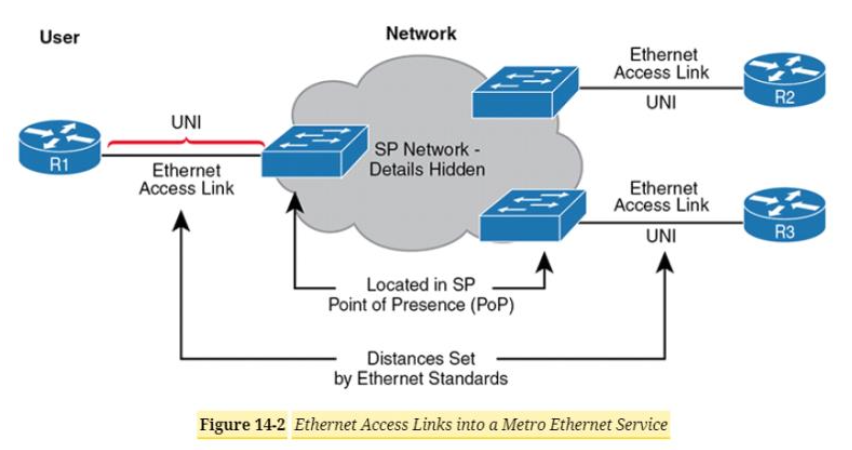 User
Network
UNI
Ethernet
Access Link
R1
SP Network -
Details Hidden
Ethernet
Access Link
UNI
R2
Ethernet
Access Link
UNI
R3
Located in SP
Point of Presence (PoP)
Distances Set
by Ethernet Standards
Figure 14-2 Ethernet Access Links into a Metro Ethernet Service